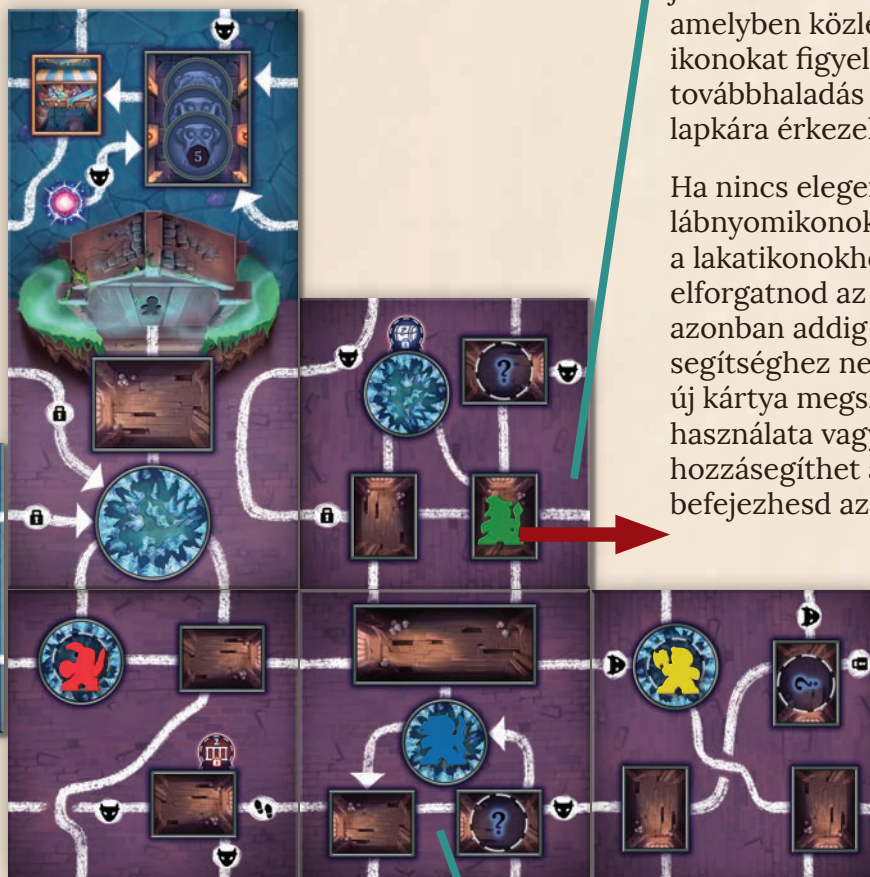 amelyben közle
ikonokat figyel
továbbhaladás
lapkára érkezel
Ha nincs elege
lábnyomikonok
a lakatikonokho
elforgatnod az
azonban addig
segítséghez ne
új kártya megsz
használata vagy
hozzásegíthet a
befejezhesd az
5
?
?
?